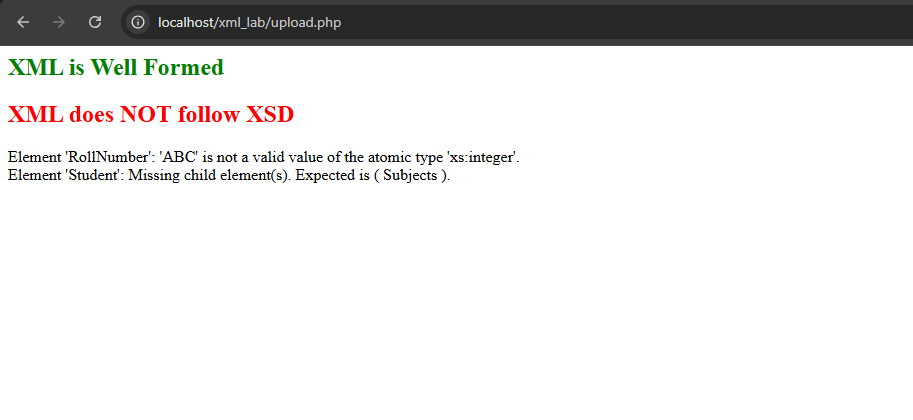 localhost/xml_lab/upload.php
XML is Well Formed
XML does NOT follow XSD
Element 'RollNumber': 'ABC' is not a valid value of the atomic type 'xs:integer'.
Element 'Student': Missing child element(s). Expected is ( Subjects ).